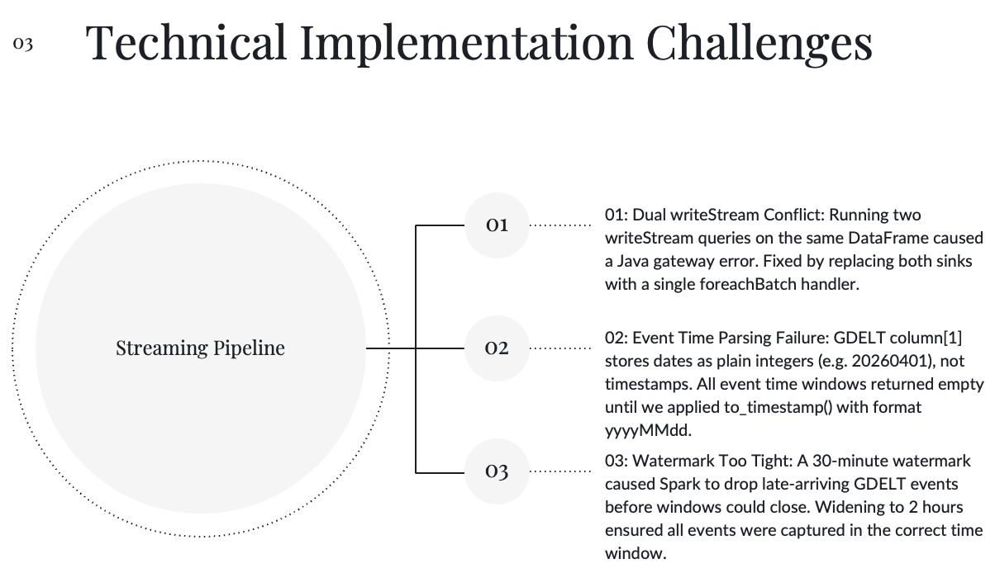 03
Technical Implementation Challenges
Streaming Pipeline
01
01: Dual writeStream Conflict: Running two
writeStream queries on the same DataFrame caused
a Java gateway error. Fixed by replacing both sinks
with a single foreachBatch handler.
02
02: Event Time Parsing Failure: GDELT column[1]
stores dates as plain integers (e.g. 20260401), not
timestamps. All event time windows returned empty
until we applied to_timestamp() with format
yyyyMMdd.
03
03: Watermark Too Tight: A 30-minute watermark
caused Spark to drop late-arriving GDELT events
before windows could close. Widening to 2 hours
ensured all events were captured in the correct time
window.